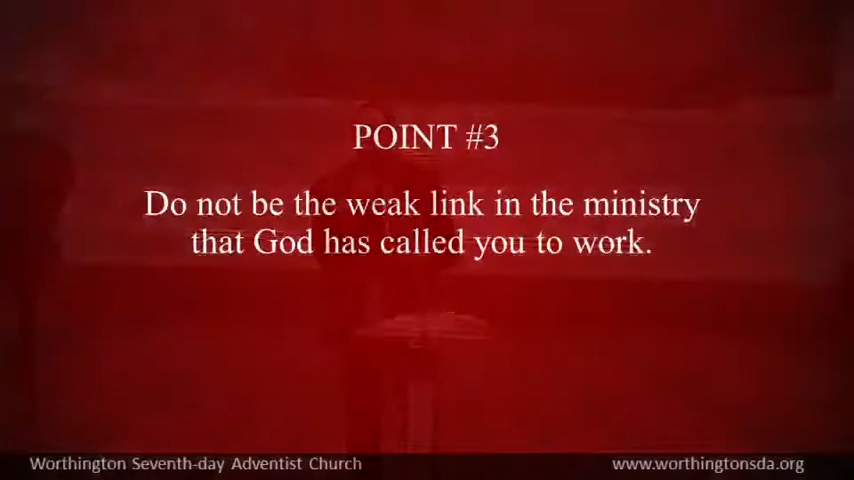 POINT #3
Do not be the weak link in the ministry
that God has called you to work.
Worthington Seventh-day Adventist Church
www.worthingtonsda.org